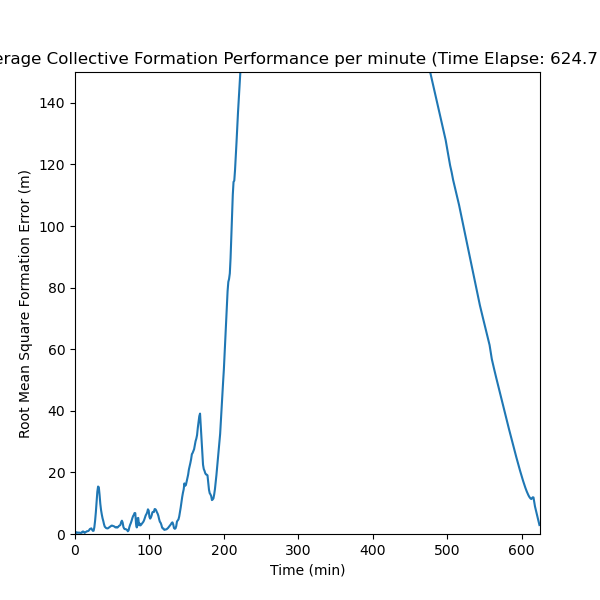 Collective Formation Performance per minute (Time Elapse: 624.7
140
120
100
80
60
40
20
0
Root Mean Square Formation Error (m)
0 100 200 300 400 500 600
Time (min)